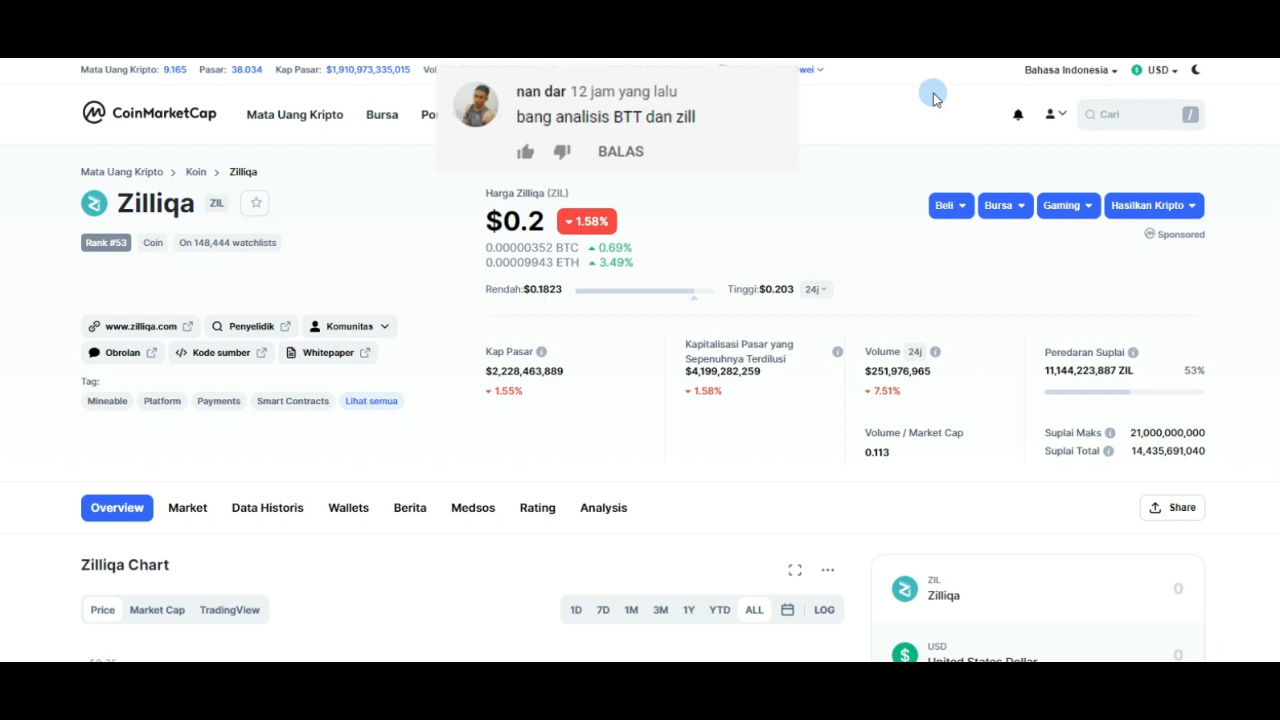 Mata Uang Kripto: 9.165 Pasar: 38.034 Kap Pasar: $1,910,973,335,015
Bahasa Indonesia USD
nan dar 12 jam yang lalu
bang analisis BTT dan zill
BALAS
CoinMarketCap Mata Uang Kripto Bursa
Cari /
Mata Uang Kripto > Koin > Zilliqa
Zilliqa ZIL
Rank #53 Coin On 148,444 watchlists
Harga Zilliqa (ZIL)
$0.2 1.58%
0.00000352 BTC 0.69%
0.00009943 ETH 3.49%
Rendah:$0.1823 Tinggi:$0.203 24j
Beli Bursa Gaming Hasilkan Kripto
Sponsored
www.zilliqa.com Penyelidik Komunitas
Obrolan Kode sumber Whitepaper
Tag:
Mineable Platform Payments Smart Contracts Lihat semua
Kap Pasar
$2,228,463,889
1.55%
Kapitalisasi Pasar yang
Sepenuhnya Terdilusi
$4,199,282,259
1.58%
Volume 24j
$251,976,965
7.51%
Volume / Market Cap
0.113
Peredaran Suplai
11,144,223,887 ZIL 53%
Suplai Maks 21,000,000,000
Suplai Total 14,435,691,040
Overview Market Data Historis Wallets Berita Medsos Rating Analysis
Share
Zilliqa Chart
Price Market Cap TradingView
1D 7D 1M 3M 1Y YTD ALL LOG
ZIL
Zilliqa 0
USD
United States Dollar 0